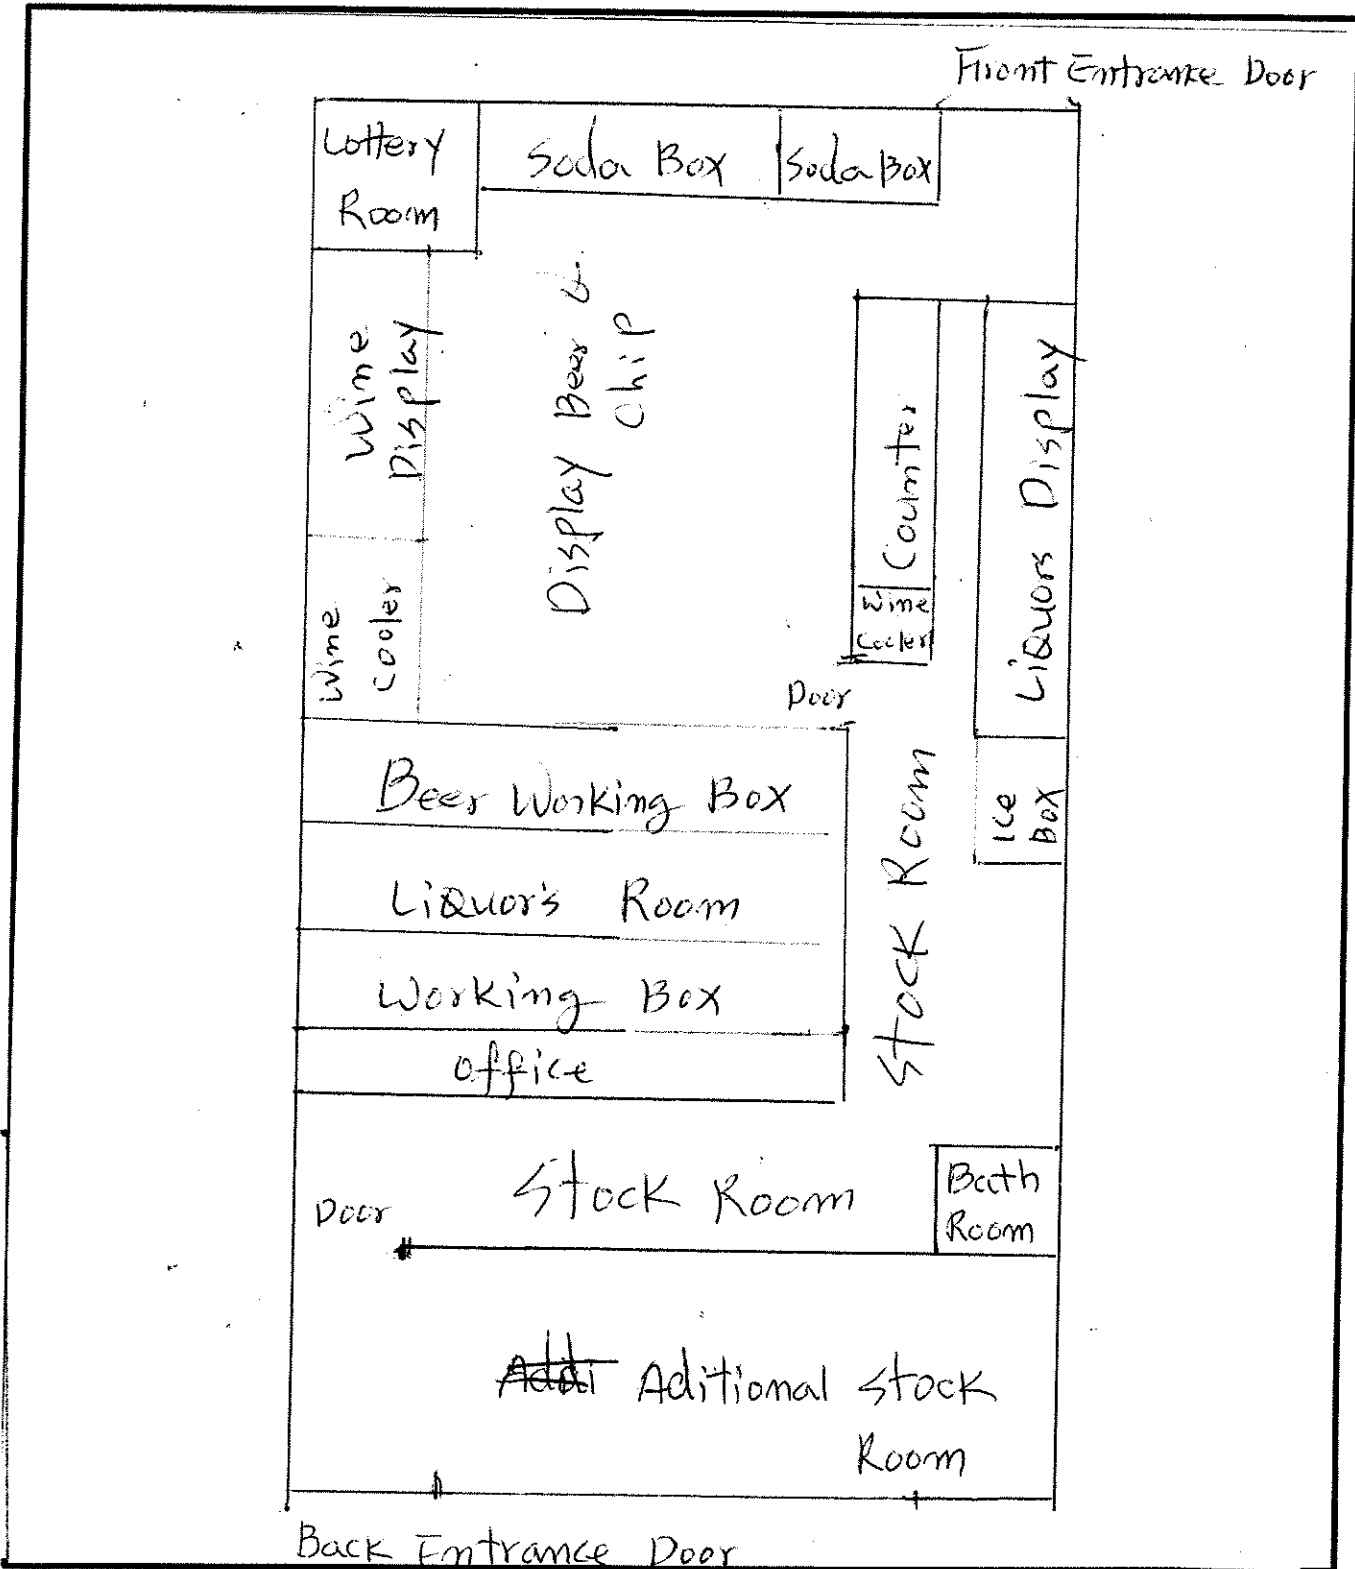 Front Entrance Door
Lottery
Room
Soda Box
Soda Box
Wine
Display
Display Beer &
Chip
Counter
Liquors Display
Wine
Cooler
Wine
Cooler
Door
Beer Working Box
Stock Room
Ice
Box
Liquor's Room
Working Box
office
Stock Room
Bath
Room
Door
Addi Aditional Stock
Room
Back Entrance Door